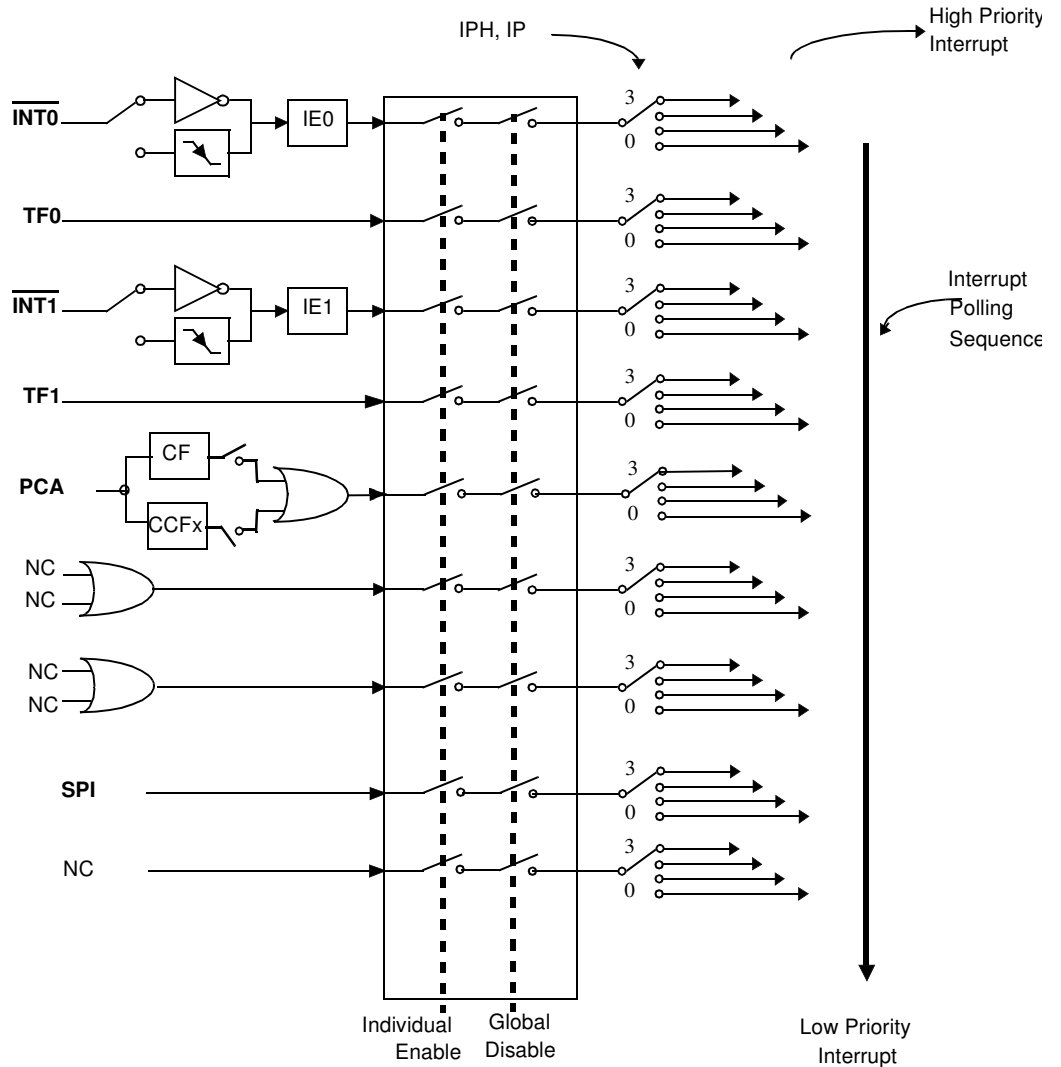 IPH, IP
High Priority
Interrupt
INT0
IE0
3
0
TF0
3
0
INT1
IE1
3
0
Interrupt
Polling
Sequence
TF1
3
0
PCA
CF
CCFx
3
0
NC
NC
3
0
NC
NC
3
0
SPI
3
0
NC
3
0
Individual
Enable
Global
Disable
Low Priority
Interrupt